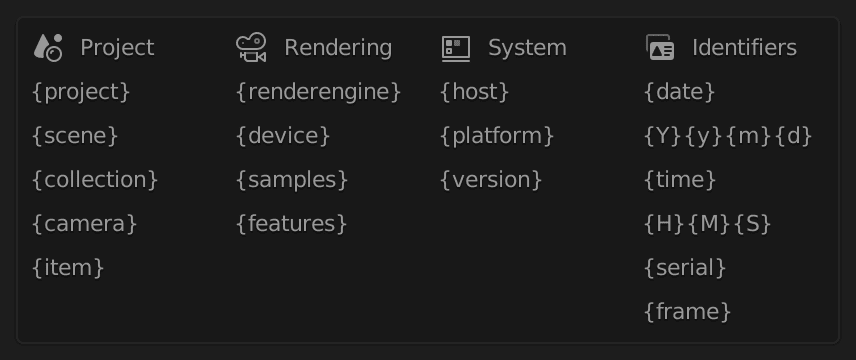 Project Rendering System Identifiers
{project} {renderengine} {host} {date}
{scene} {device} {platform} {Y}{y}{m}{d}
{collection} {samples} {version} {time}
{camera} {features} {H}{M}{S}
{item} {serial}
{frame}